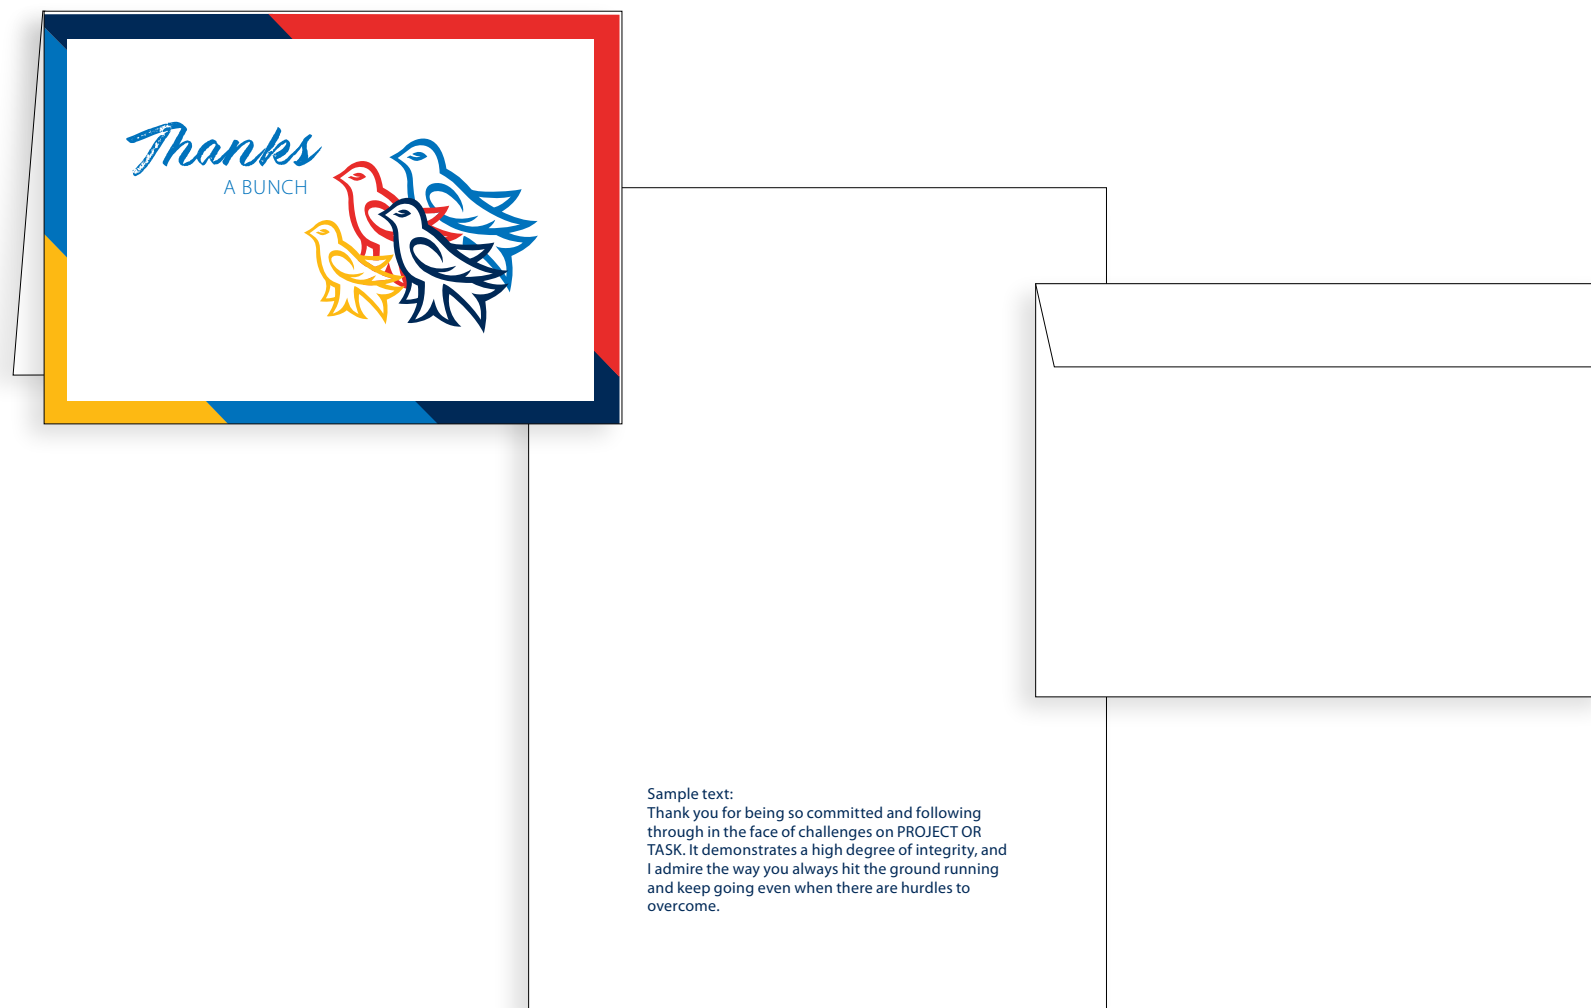 Thanks
A BUNCH
Sample text:
Thank you for being so committed and following
through in the face of challenges on PROJECT OR
TASK. It demonstrates a high degree of integrity, and
I admire the way you always hit the ground running
and keep going even when there are hurdles to
overcome.